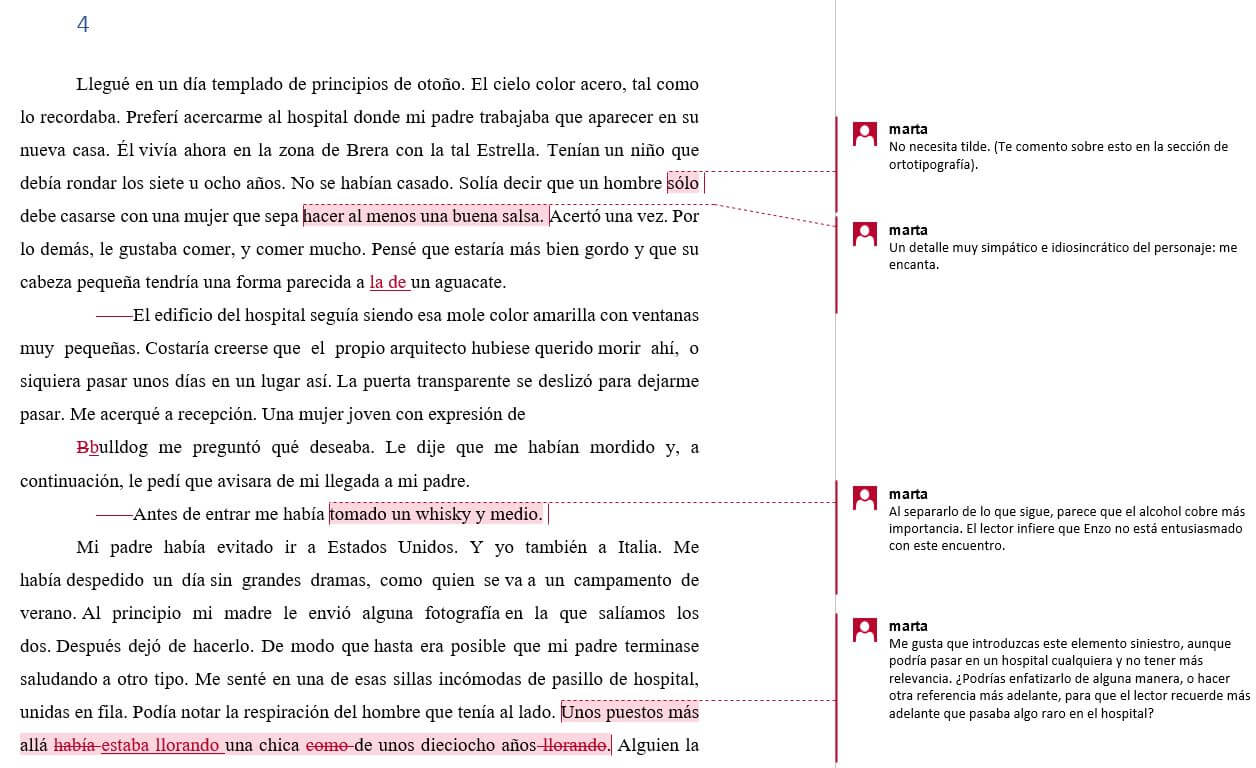 4
Llegué en un día templado de principios de otoño. El cielo color acero, tal como
lo recordaba. Preferí acercarme al hospital donde mi padre trabajaba que aparecer en su
nueva casa. Él vivía ahora en la zona de Brera con la tal Estrella. Tenían un niño que
debía rondar los siete u ocho años. No se habían casado. Solía decir que un hombre sólo
debe casarse con una mujer que sepa hacer al menos una buena salsa. Acertó una vez. Por
lo demás, le gustaba comer, y comer mucho. Pensé que estaría más bien gordo y que su
cabeza pequeña tendría una forma parecida a la de un aguacate.
——El edificio del hospital seguía siendo esa mole color amarilla con ventanas
muy pequeñas. Costaría creerse que el propio arquitecto hubiese querido morir ahí, o
siquiera pasar unos días en un lugar así. La puerta transparente se deslizó para dejarme
pasar. Me acerqué a recepción. Una mujer joven con expresión de
Bbulldog me preguntó qué deseaba. Le dije que me habían mordido y, a
continuación, le pedí que avisara de mi llegada a mi padre.
——Antes de entrar me había tomado un whisky y medio.
Mi padre había evitado ir a Estados Unidos. Y yo también a Italia. Me
había despedido un día sin grandes dramas, como quien se va a un campamento de
verano. Al principio mi madre le envió alguna fotografía en la que salíamos los
dos. Después dejó de hacerlo. De modo que hasta era posible que mi padre terminase
saludando a otro tipo. Me senté en una de esas sillas incómodas de pasillo de hospital,
unidas en fila. Podía notar la respiración del hombre que tenía al lado. Unos puestos más
allá había estaba llorando una chica como de unos dieciocho años llorando. Alguien la
marta
No necesita tilde. (Te comento sobre esto en la sección de
ortotipografía).
marta
Un detalle muy simpático e idiosincrático del personaje: me
encanta.
marta
Al separarlo de lo que sigue, parece que el alcohol cobre más
importancia. El lector infiere que Enzo no está entusiasmado
con este encuentro.
marta
Me gusta que introduzcas este elemento siniestro, aunque
podría pasar en un hospital cualquiera y no tener más
relevancia. ¿Podrías enfatizarlo de alguna manera, o hacer
otra referencia más adelante, para que el lector recuerde más
adelante que pasaba algo raro en el hospital?